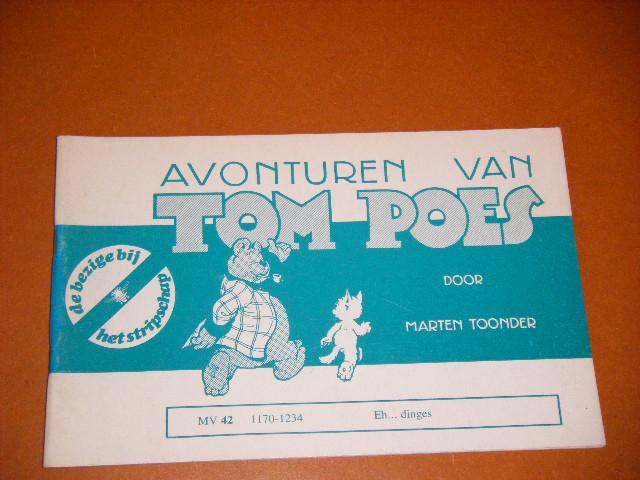 AVONTUREN VAN
TOM POES
de bezige bij
het stripschap
DOOR
MARTEN TOONDER
MV 42 1170-1234 Eh... dinges